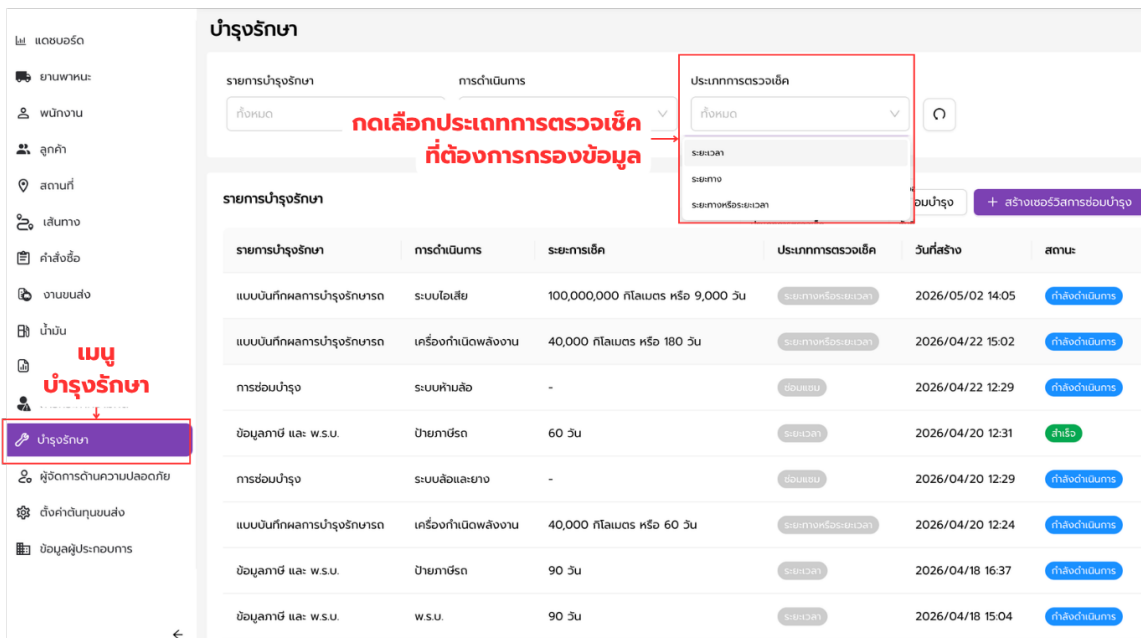 บำรุงรักษา
แดชบอร์ด
ยานพาหนะ
พนักงาน
ลูกค้า
สถานที่
เส้นทาง
คำสั่งซื้อ
งานขนส่ง
น้ำมัน
เมนู
บำรุงรักษา
บำรุงรักษา
ผู้จัดการด้านความปลอดภัย
ตั้งค่าต้นทุนขนส่ง
ข้อมูลผู้ประกอบการ
รายการบำรุงรักษา การดำเนินการ ประเภทการตรวจเช็ค
ทั้งหมด ทั้งหมด
กดเลือกประเถทการตรวจเช็ค
ที่ต้องการกรองข้อมูล
ระยะเวลา
ระยะทาง
ระยะทางหรือระยะเวลา
รายการบำรุงรักษา
+ สร้างเซอร์วิสการซ่อมบำรุง
รายการบำรุงรักษา การดำเนินการ ระยะการเช็ค ประเภทการตรวจเช็ค วันที่สร้าง สถานะ
แบบบันทึกผลการบำรุงรักษารถ ระบบไอเสีย 100,000,000 กิโลเมตร หรือ 9,000 วัน ระยะทางหรือระยะเวลา 2026/05/02 14:05 กำลังดำเนินการ
แบบบันทึกผลการบำรุงรักษารถ เครื่องกำเนิดพลังงาน 40,000 กิโลเมตร หรือ 180 วัน ระยะทางหรือระยะเวลา 2026/04/22 15:02 กำลังดำเนินการ
การซ่อมบำรุง ระบบห้ามล้อ - ซ่อมแซม 2026/04/22 12:29 กำลังดำเนินการ
ข้อมูลภาษี และ พ.ร.บ. ป้ายภาษีรถ 60 วัน ระยะเวลา 2026/04/20 12:31 สำเร็จ
การซ่อมบำรุง ระบบล้อและยาง - ซ่อมแซม 2026/04/20 12:29 กำลังดำเนินการ
แบบบันทึกผลการบำรุงรักษารถ เครื่องกำเนิดพลังงาน 40,000 กิโลเมตร หรือ 60 วัน ระยะทางหรือระยะเวลา 2026/04/20 12:24 กำลังดำเนินการ
ข้อมูลภาษี และ พ.ร.บ. ป้ายภาษีรถ 90 วัน ระยะเวลา 2026/04/18 16:37 กำลังดำเนินการ
ข้อมูลภาษี และ พ.ร.บ. พ.ร.บ. 90 วัน ระยะเวลา 2026/04/18 15:04 กำลังดำเนินการ